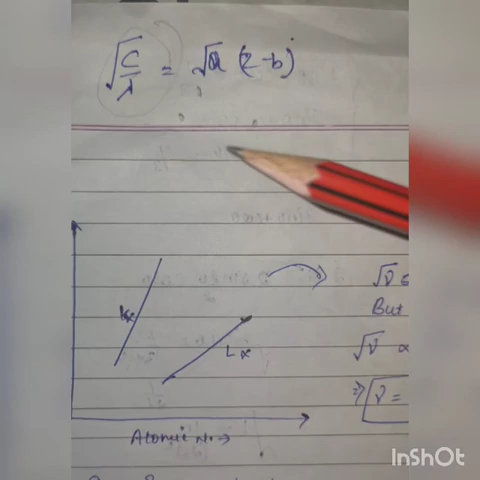 √(C/λ) = √a (Z-b)
Kα
Lα
√ν =
But
√ν ∝
⇒ ν =
Atomic No →
InShOt